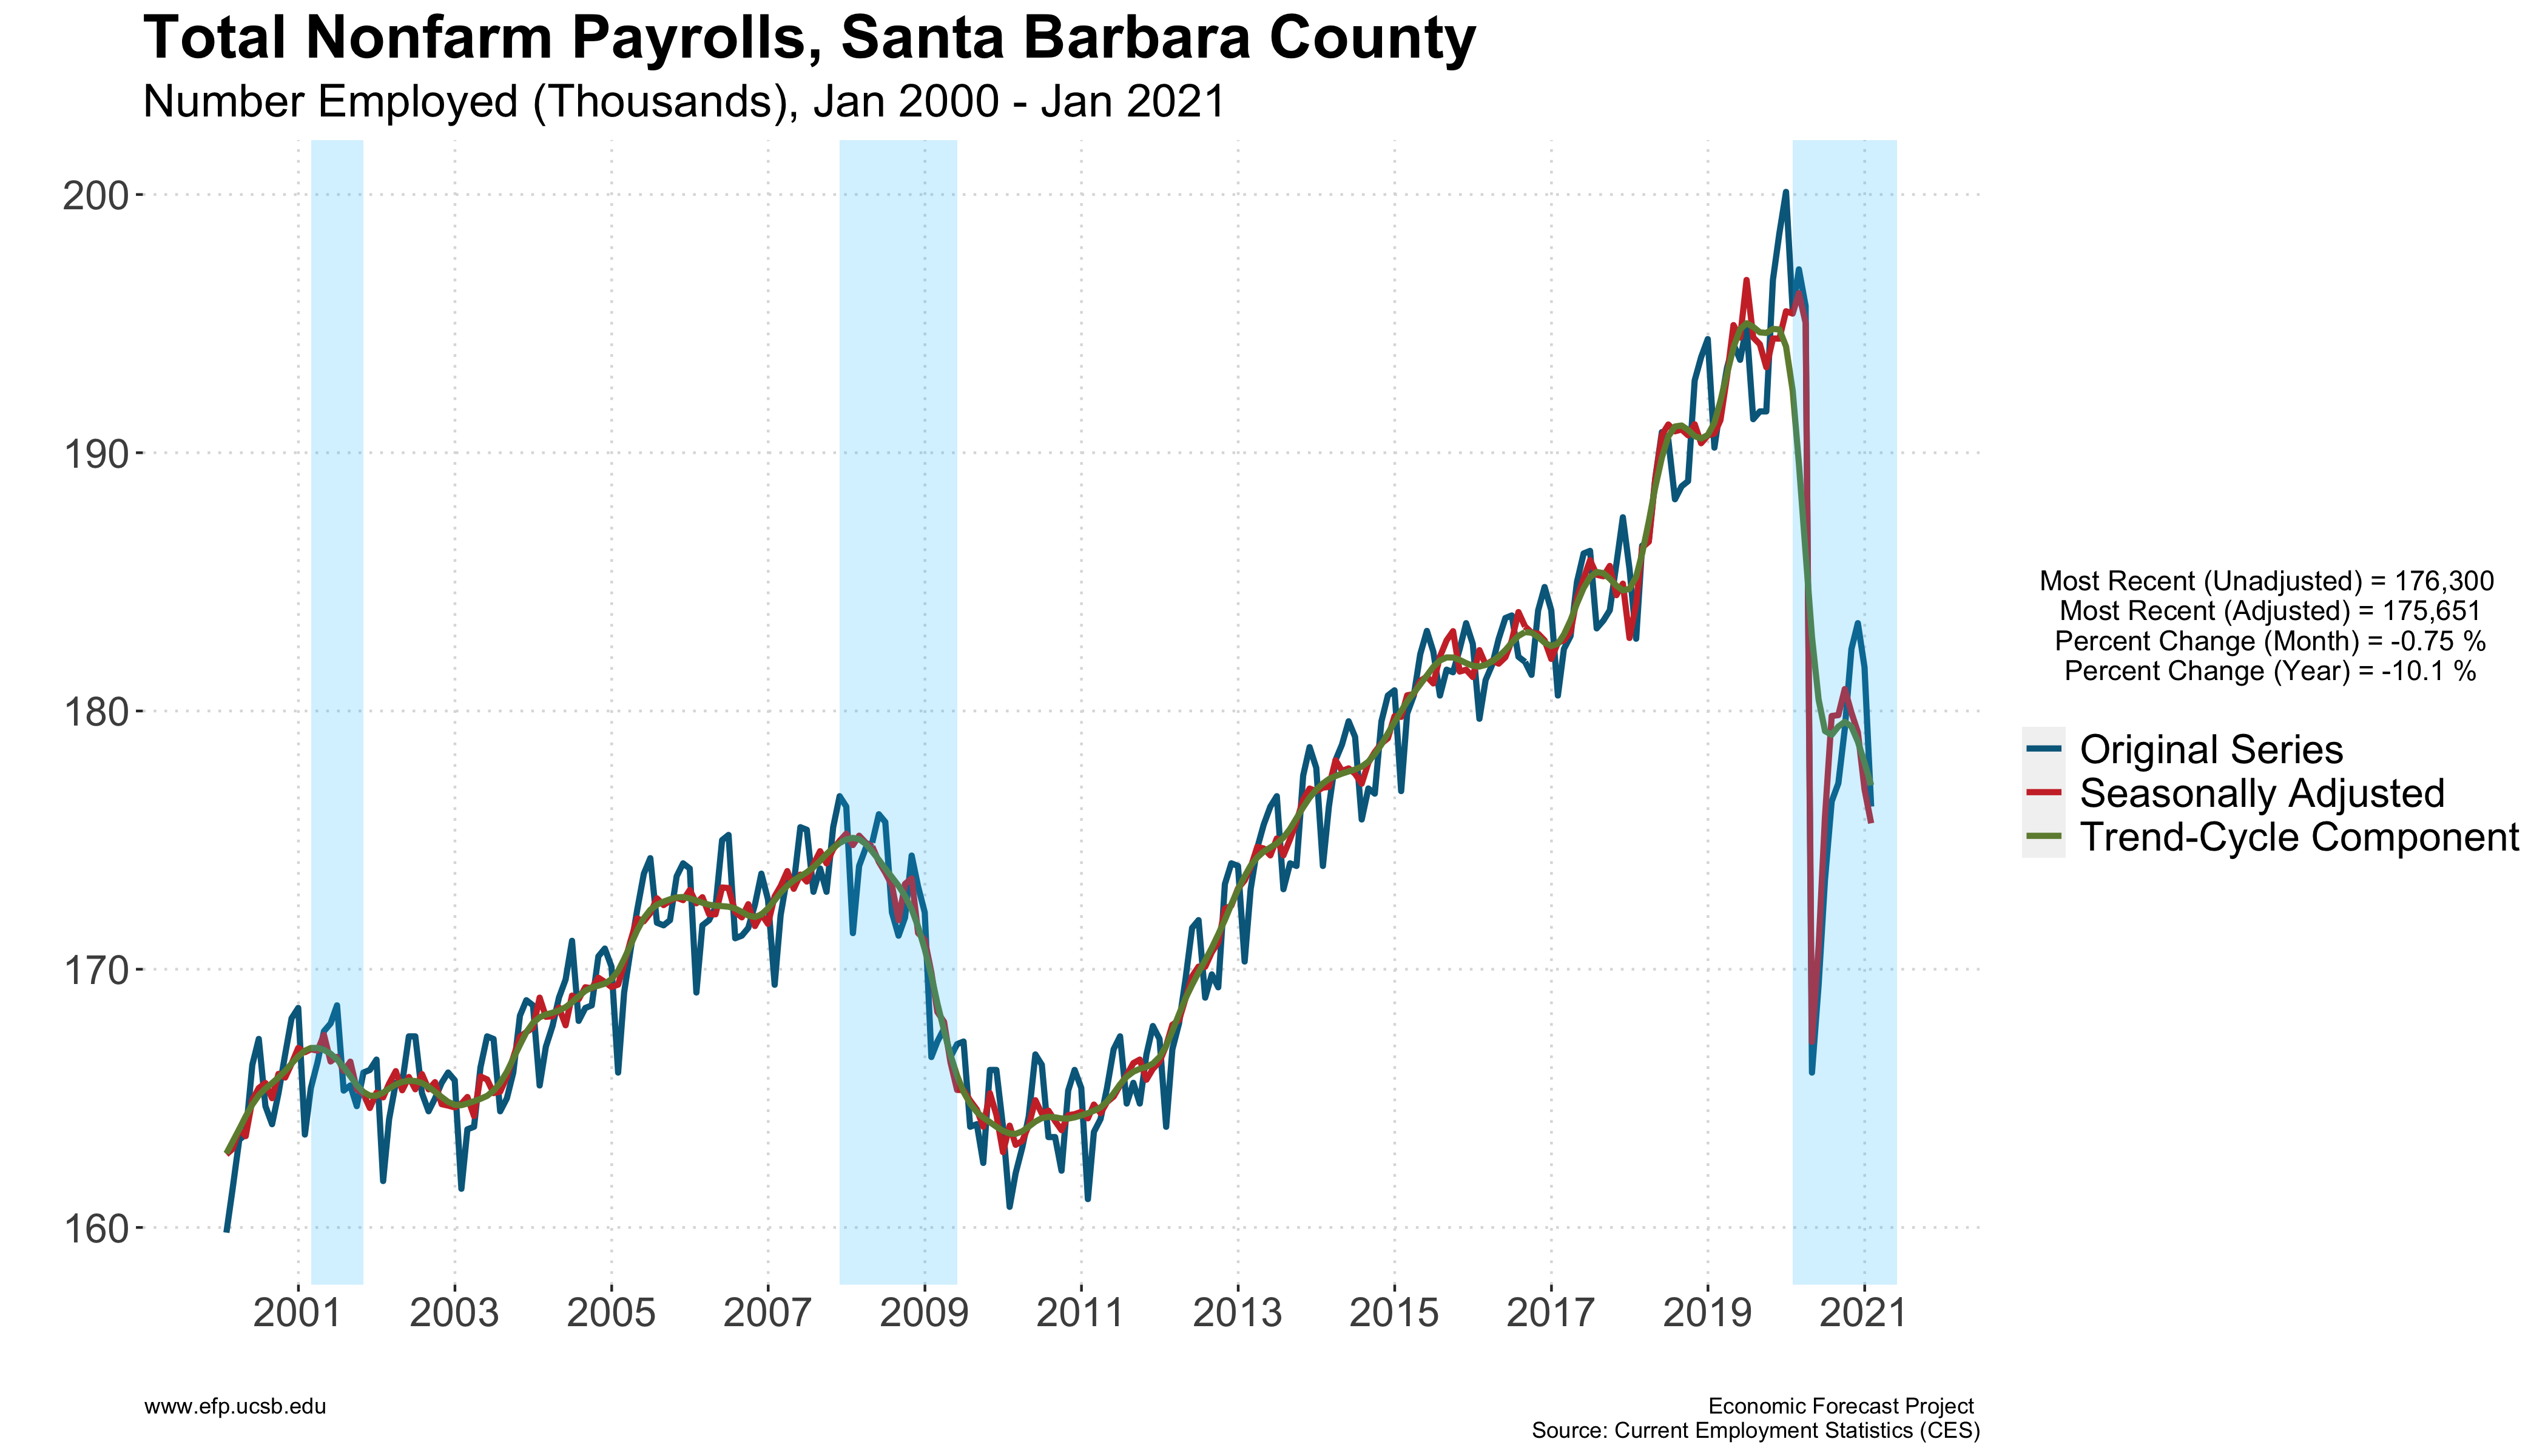 Total Nonfarm Payrolls, Santa Barbara County
Number Employed (Thousands), Jan 2000 - Jan 2021
200
190
180
170
160
2001 2003 2005 2007 2009 2011 2013 2015 2017 2019 2021
Most Recent (Unadjusted) = 176,300
Most Recent (Adjusted) = 175,651
Percent Change (Month) = -0.75 %
Percent Change (Year) = -10.1 %
Original Series
Seasonally Adjusted
Trend-Cycle Component
www.efp.ucsb.edu
Economic Forecast Project
Source: Current Employment Statistics (CES)